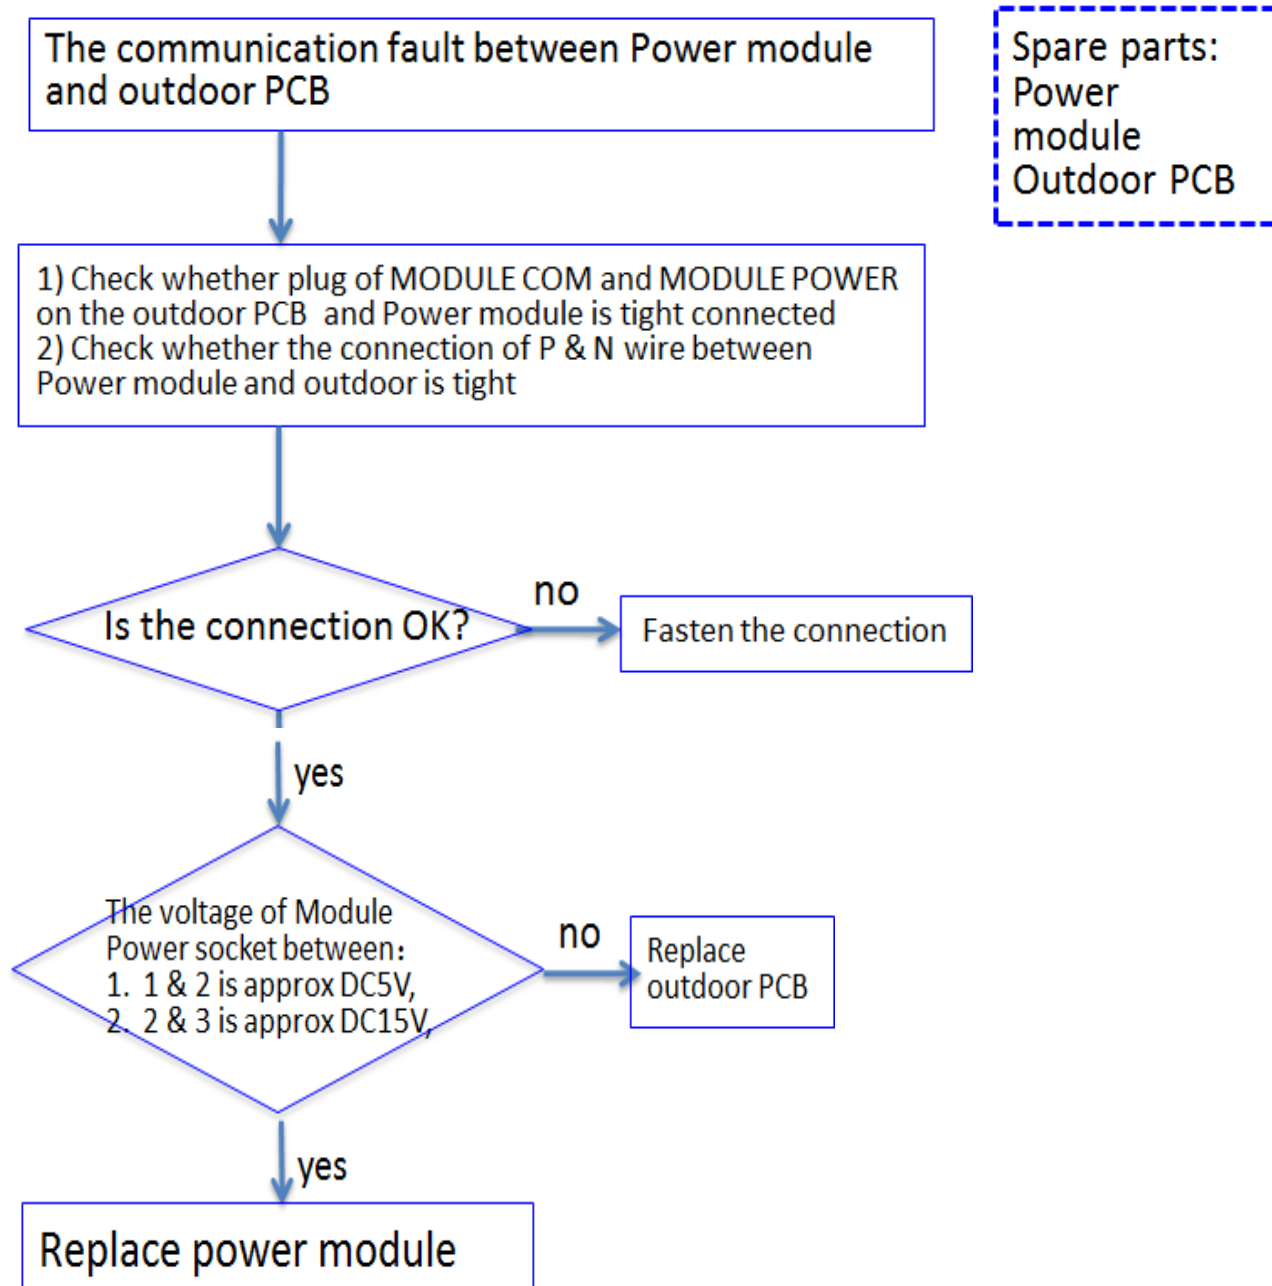 The communication fault between Power module
and outdoor PCB
Spare parts:
Power
module
Outdoor PCB
1) Check whether plug of MODULE COM and MODULE POWER
on the outdoor PCB and Power module is tight connected
2) Check whether the connection of P & N wire between
Power module and outdoor is tight
Is the connection OK?
no
Fasten the connection
yes
The voltage of Module
Power socket between:
1. 1 & 2 is approx DC5V,
2. 2 & 3 is approx DC15V,
no
Replace
outdoor PCB
yes
Replace power module